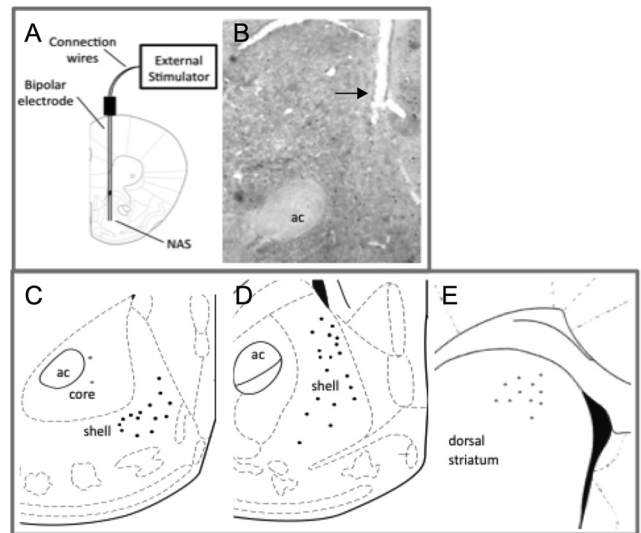 A
Connection
wires
External
Stimulator
Bipolar
electrode
NAS
B
ac
C
ac
core
shell
D
ac
shell
E
dorsal
striatum